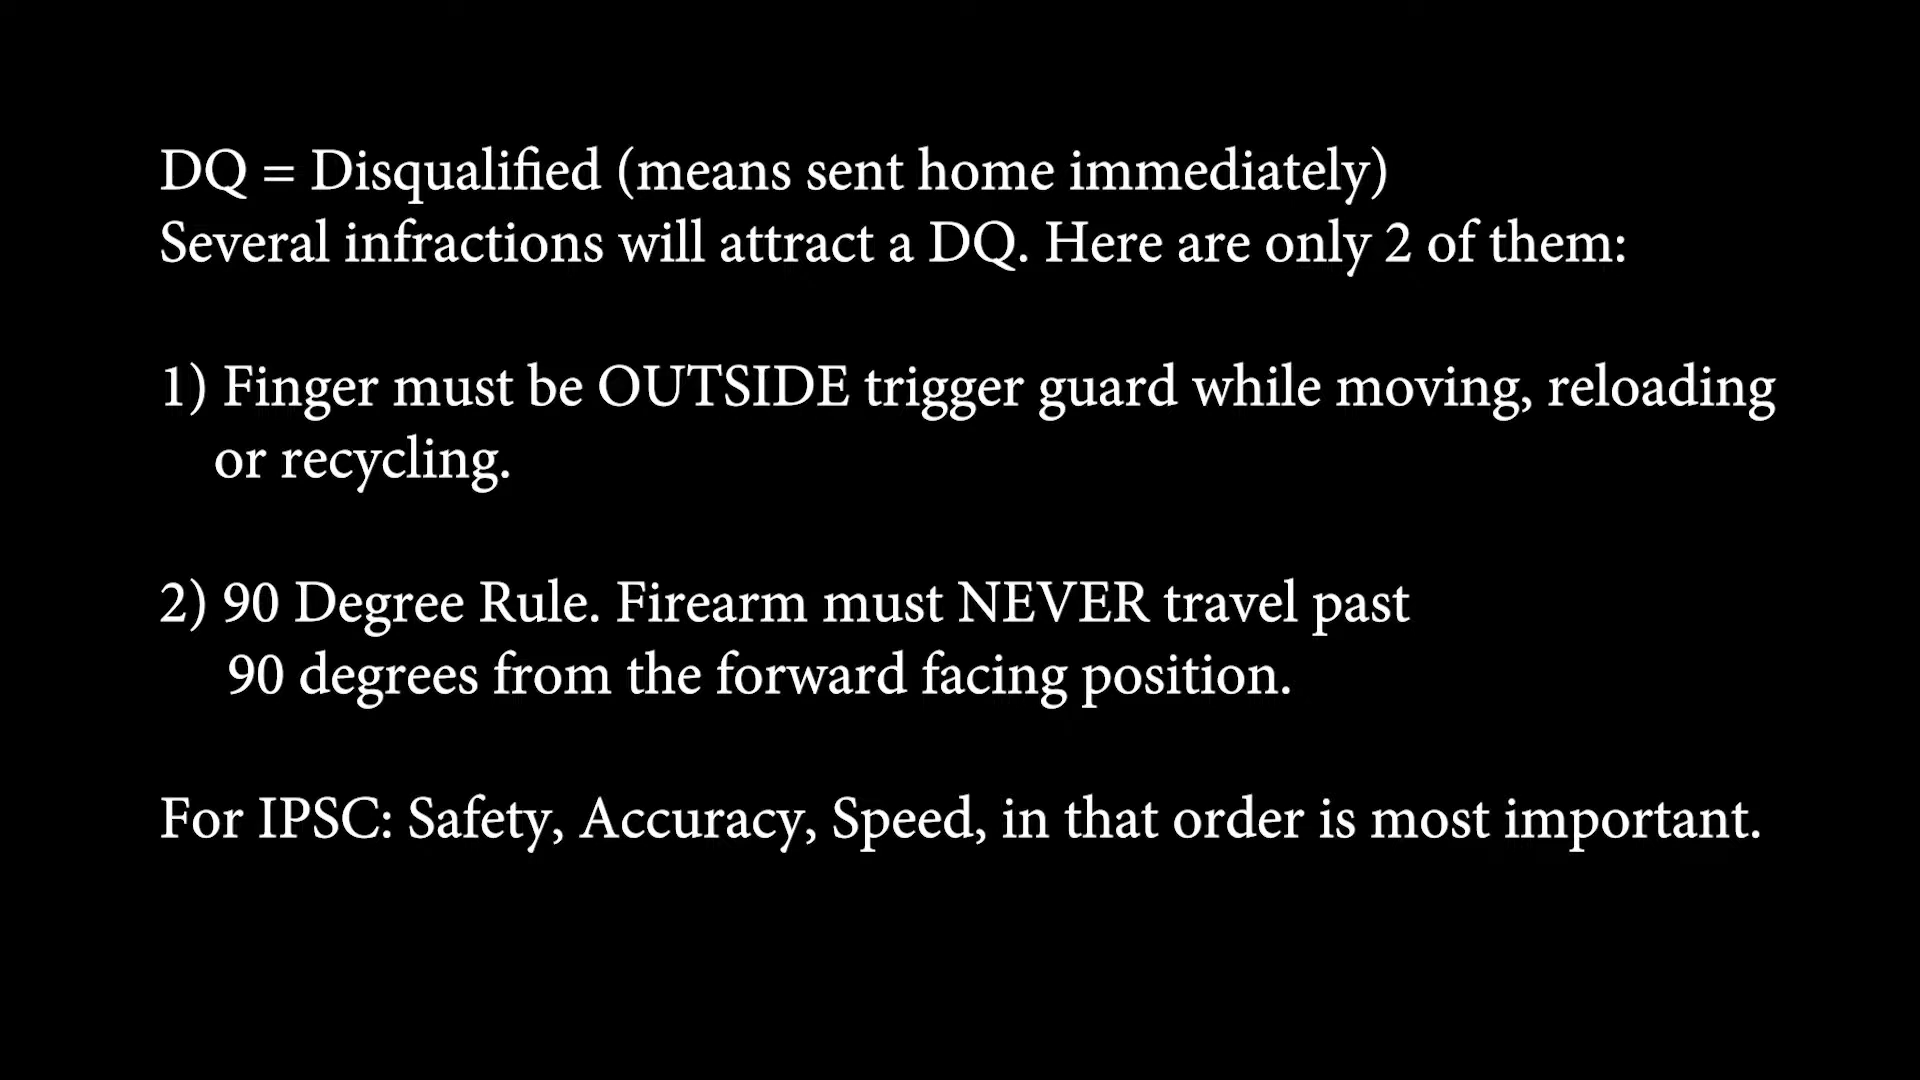 DQ = Disqualified (means sent home immediately)
Several infractions will attract a DQ. Here are only 2 of them:
1) Finger must be OUTSIDE trigger guard while moving, reloading
or recycling.
2) 90 Degree Rule. Firearm must NEVER travel past
90 degrees from the forward facing position.
For IPSC: Safety, Accuracy, Speed, in that order is most important.